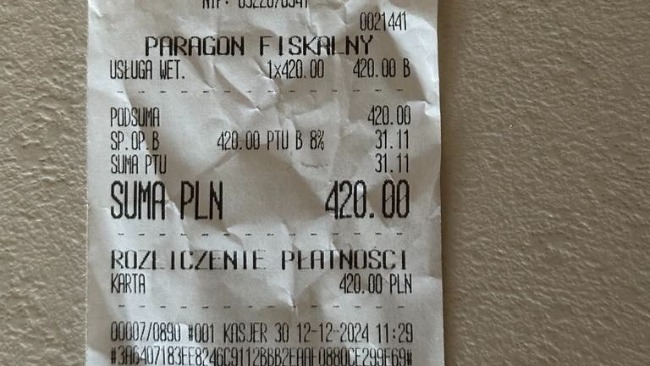 0021441
PARAGON FISKALNY
USŁUGA WET. 1x420.00 420.00 B
PODSUMA 420.00
SP.OP.B 420.00 PTU B 8% 31.11
SUMA PTU 31.11
SUMA PLN 420.00
ROZLICZENIE PŁATNOŚCI
KARTA 420.00 PLN
00007/0890 #001 KASJER 30 12-12-2024 11:29